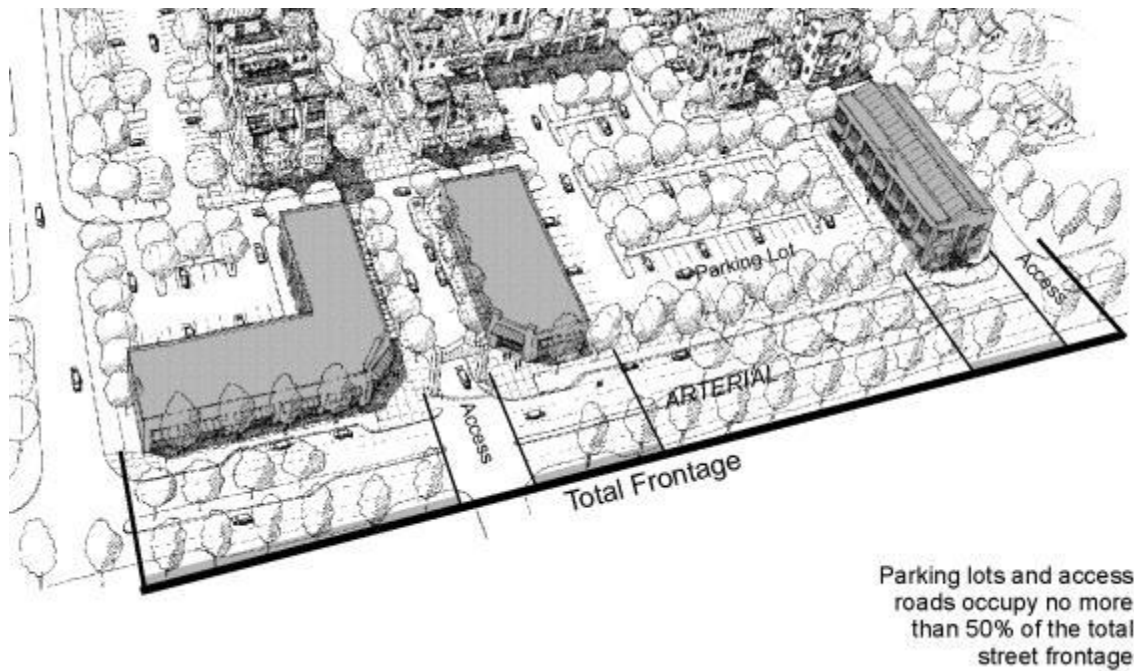 Parking Lot
Access
ARTERIAL
Access
Total Frontage
Parking lots and access
roads occupy no more
than 50% of the total
street frontage